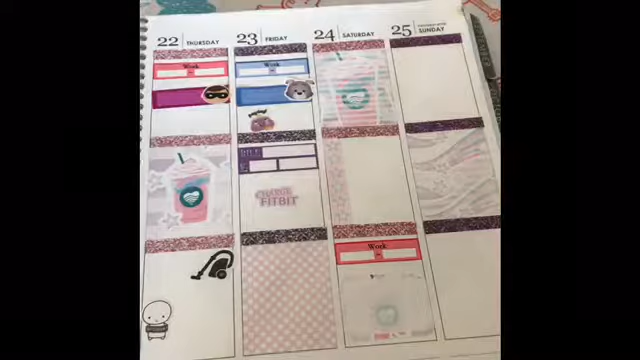 22 THURSDAY
23 FRIDAY
24 SATURDAY
25
SUNDAY
Work
Work
CHARGE
FITBIT
Work